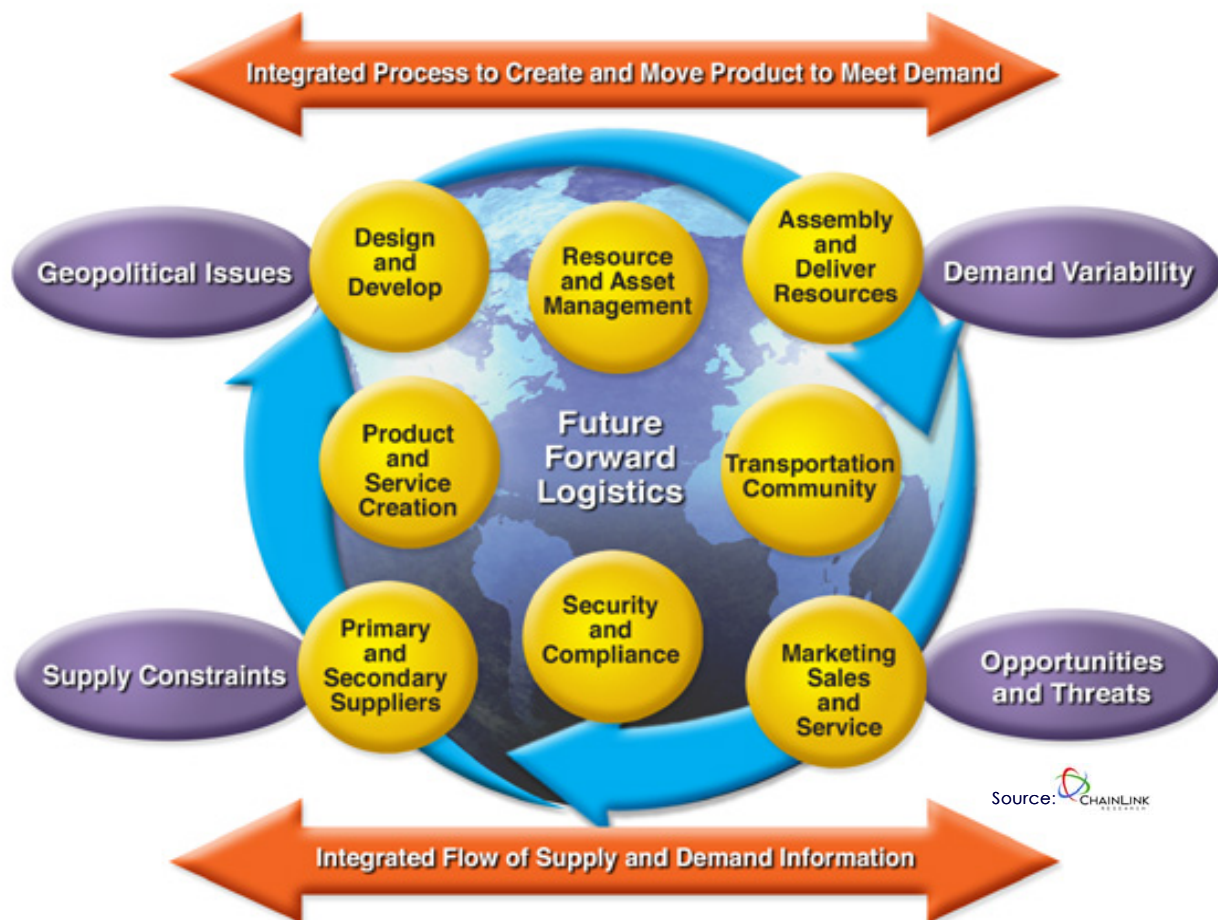 Integrated Process to Create and Move Product to Meet Demand
Geopolitical Issues
Design
and
Develop
Resource
and Asset
Management
Assembly
and
Deliver
Resources
Demand Variability
Product
and
Service
Creation
Future
Forward
Logistics
Transportation
Community
Supply Constraints
Primary
and
Secondary
Suppliers
Security
and
Compliance
Marketing
Sales
and
Service
Opportunities
and Threats
Source: CHAINLINK
RESEARCH
Integrated Flow of Supply and Demand Information